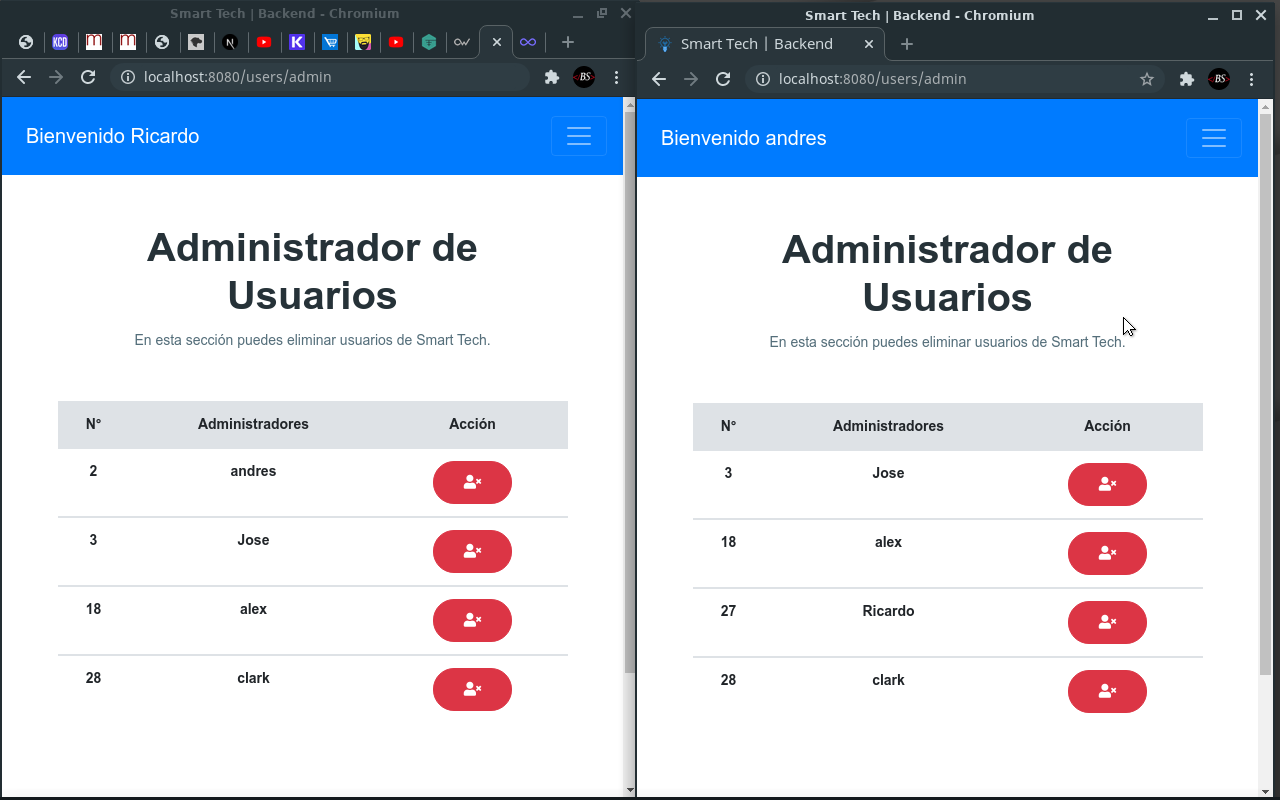 Smart Tech | Backend - Chromium
KCD
m
m
N
K
localhost:8080/users/admin
BS
Bienvenido Ricardo
Administrador de
Usuarios
En esta sección puedes eliminar usuarios de Smart Tech.
N° Administradores Acción
2 andres
3 Jose
18 alex
28 clark
Smart Tech | Backend - Chromium
Smart Tech | Backend
localhost:8080/users/admin
BS
Bienvenido andres
Administrador de
Usuarios
En esta sección puedes eliminar usuarios de Smart Tech.
N° Administradores Acción
3 Jose
18 alex
27 Ricardo
28 clark